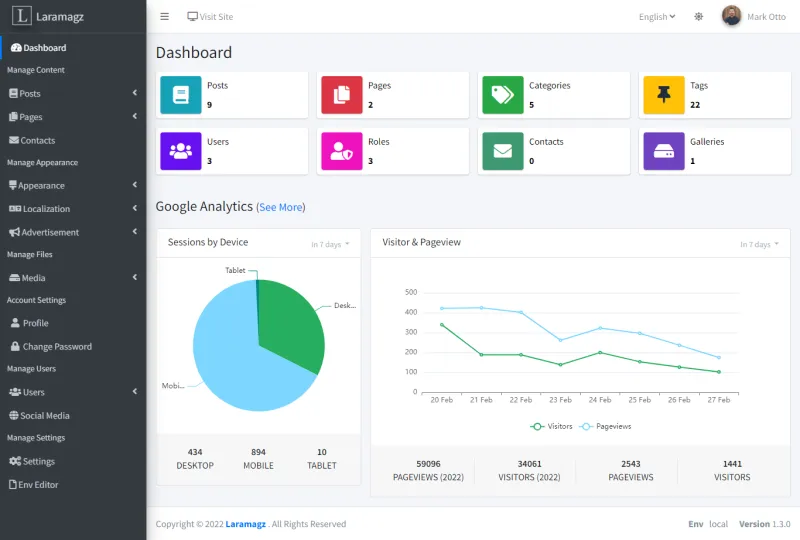 L Laramagz
Visit Site
English
Mark Otto
Dashboard
Manage Content
Posts
Pages
Contacts
Manage Appearance
Appearance
Localization
Advertisement
Manage Files
Media
Account Settings
Profile
Change Password
Manage Users
Users
Social Media
Manage Settings
Settings
Env Editor
Dashboard
Posts
9
Pages
2
Categories
5
Tags
22
Users
3
Roles
3
Contacts
0
Galleries
1
Google Analytics (See More)
Sessions by Device
In 7 days
Tablet
Desk...
Mobi...
434
DESKTOP
894
MOBILE
10
TABLET
Visitor & Pageview
In 7 days
500
400
300
200
100
0
20 Feb 21 Feb 22 Feb 23 Feb 24 Feb 25 Feb 26 Feb 27 Feb
Visitors Pageviews
59096
PAGEVIEWS (2022)
34061
VISITORS (2022)
2543
PAGEVIEWS
1441
VISITORS
Copyright © 2022 Laramagz . All Rights Reserved
Env local Version 1.3.0